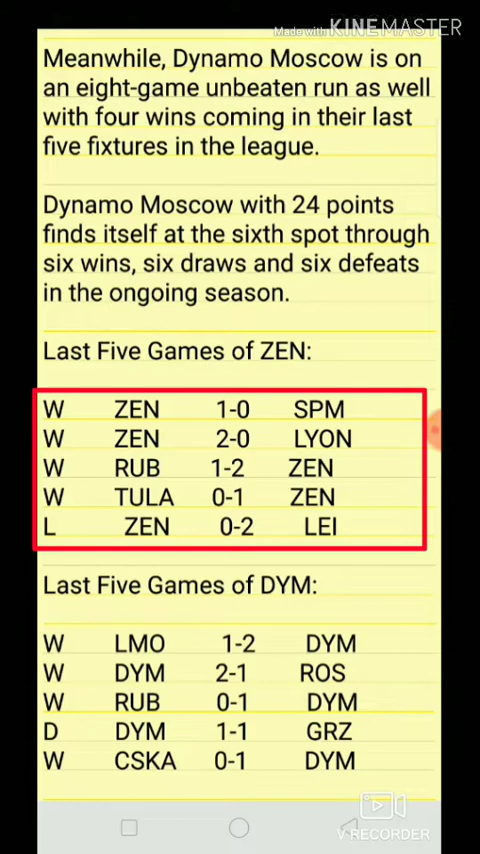 Made with KINEMASTER
Meanwhile, Dynamo Moscow is on
an eight-game unbeaten run as well
with four wins coming in their last
five fixtures in the league.
Dynamo Moscow with 24 points
finds itself at the sixth spot through
six wins, six draws and six defeats
in the ongoing season.
Last Five Games of ZEN:
W ZEN 1-0 SPM
W ZEN 2-0 LYON
W RUB 1-2 ZEN
W TULA 0-1 ZEN
L ZEN 0-2 LEI
Last Five Games of DYM:
W LMO 1-2 DYM
W DYM 2-1 ROS
W RUB 0-1 DYM
D DYM 1-1 GRZ
W CSKA 0-1 DYM
V-RECORDER